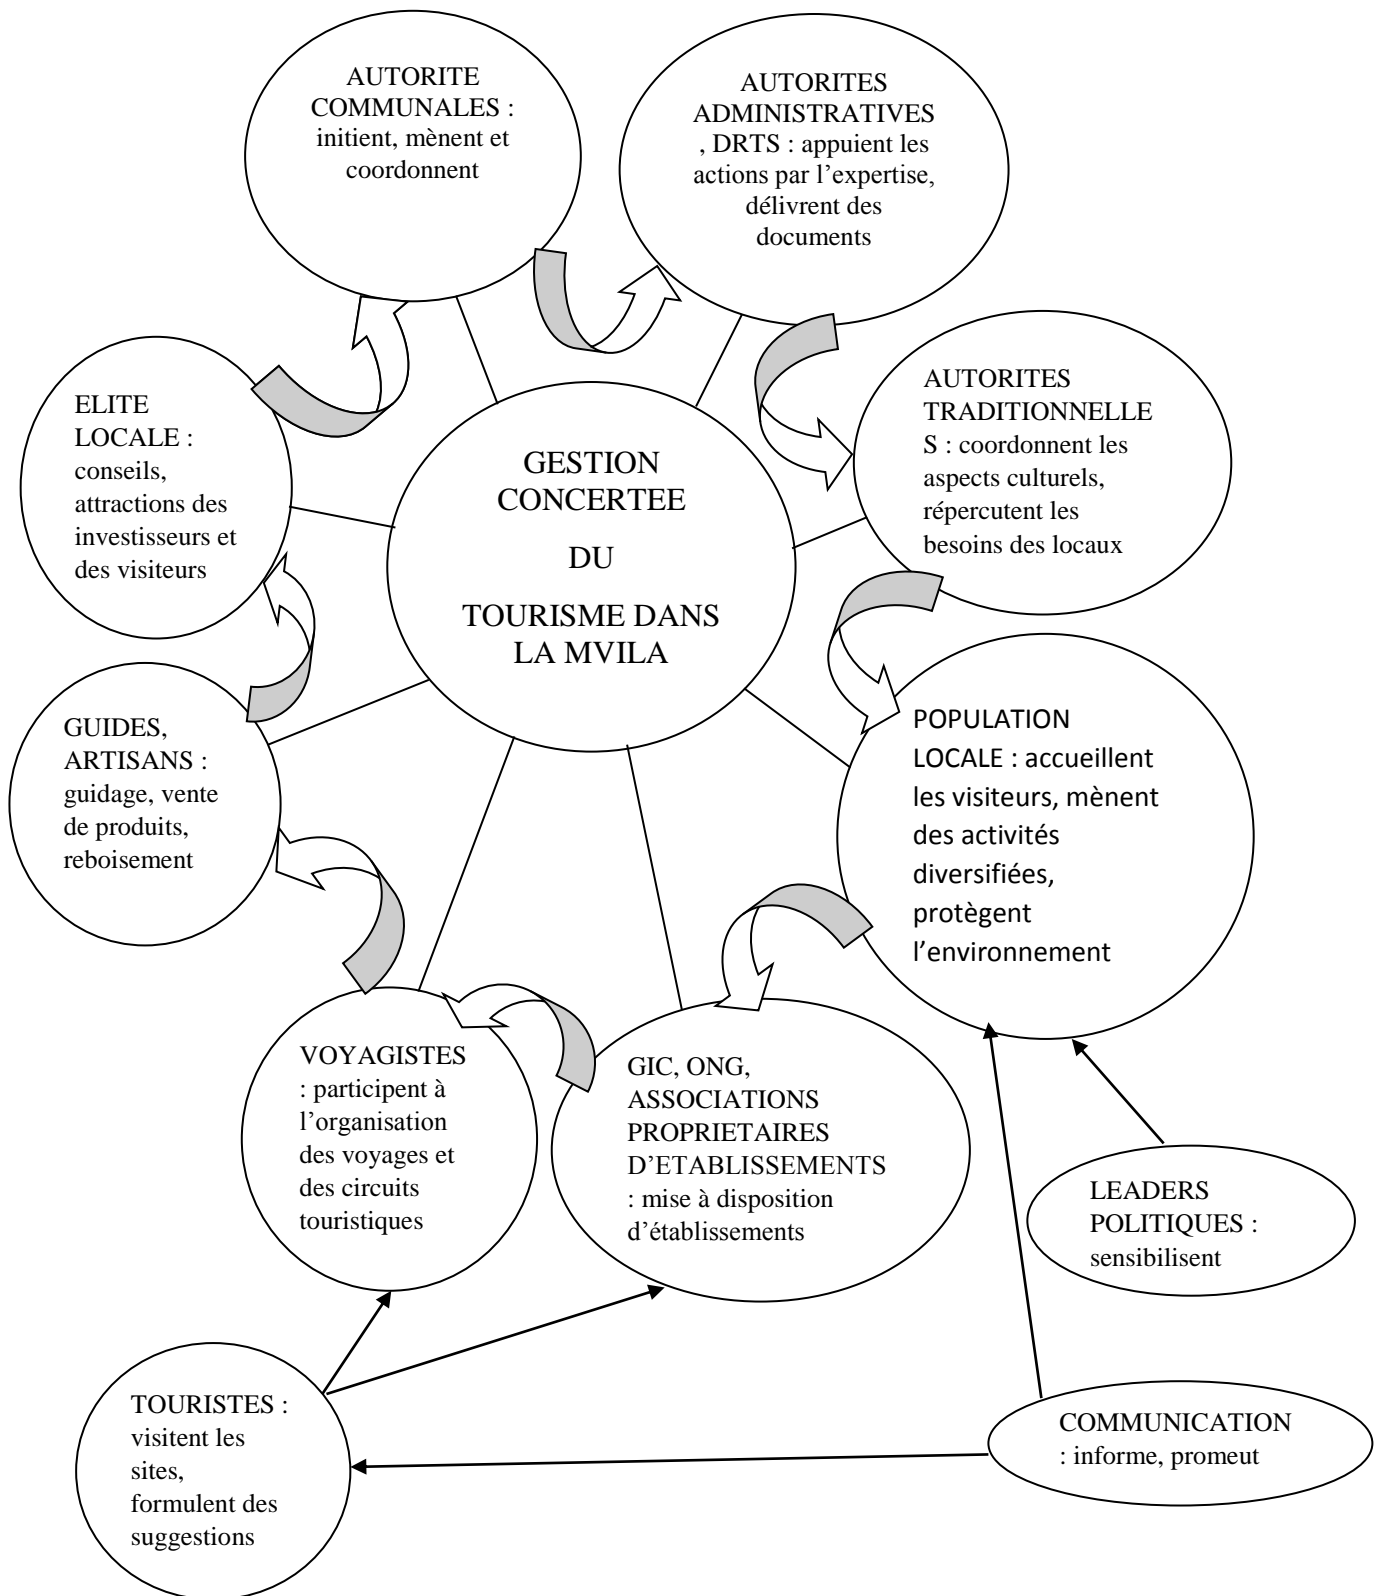 AUTORITE
COMMUNALES :
initient, mènent et
coordonnent
AUTORITES
ADMINISTRATIVES
, DRTS : appuient les
actions par l’expertise,
délivrent des
documents
ELITE
LOCALE :
conseils,
attractions des
investisseurs et
des visiteurs
GESTION
CONCERTEE
DU
TOURISME DANS
LA MVILA
AUTORITES
TRADITIONNELLE
S : coordonnent les
aspects culturels,
répercutent les
besoins des locaux
GUIDES,
ARTISANS :
guidage, vente
de produits,
reboisement
POPULATION
LOCALE : accueillent
les visiteurs, mènent
des activités
diversifiées,
protègent
l’environnement
VOYAGISTES
: participent à
l’organisation
des voyages et
des circuits
touristiques
GIC, ONG,
ASSOCIATIONS
PROPRIETAIRES
D’ETABLISSEMENTS
: mise à disposition
d’établissements
LEADERS
POLITIQUES :
sensibilisent
TOURISTES :
visitent les
sites,
formulent des
suggestions
COMMUNICATION
: informe, promeut